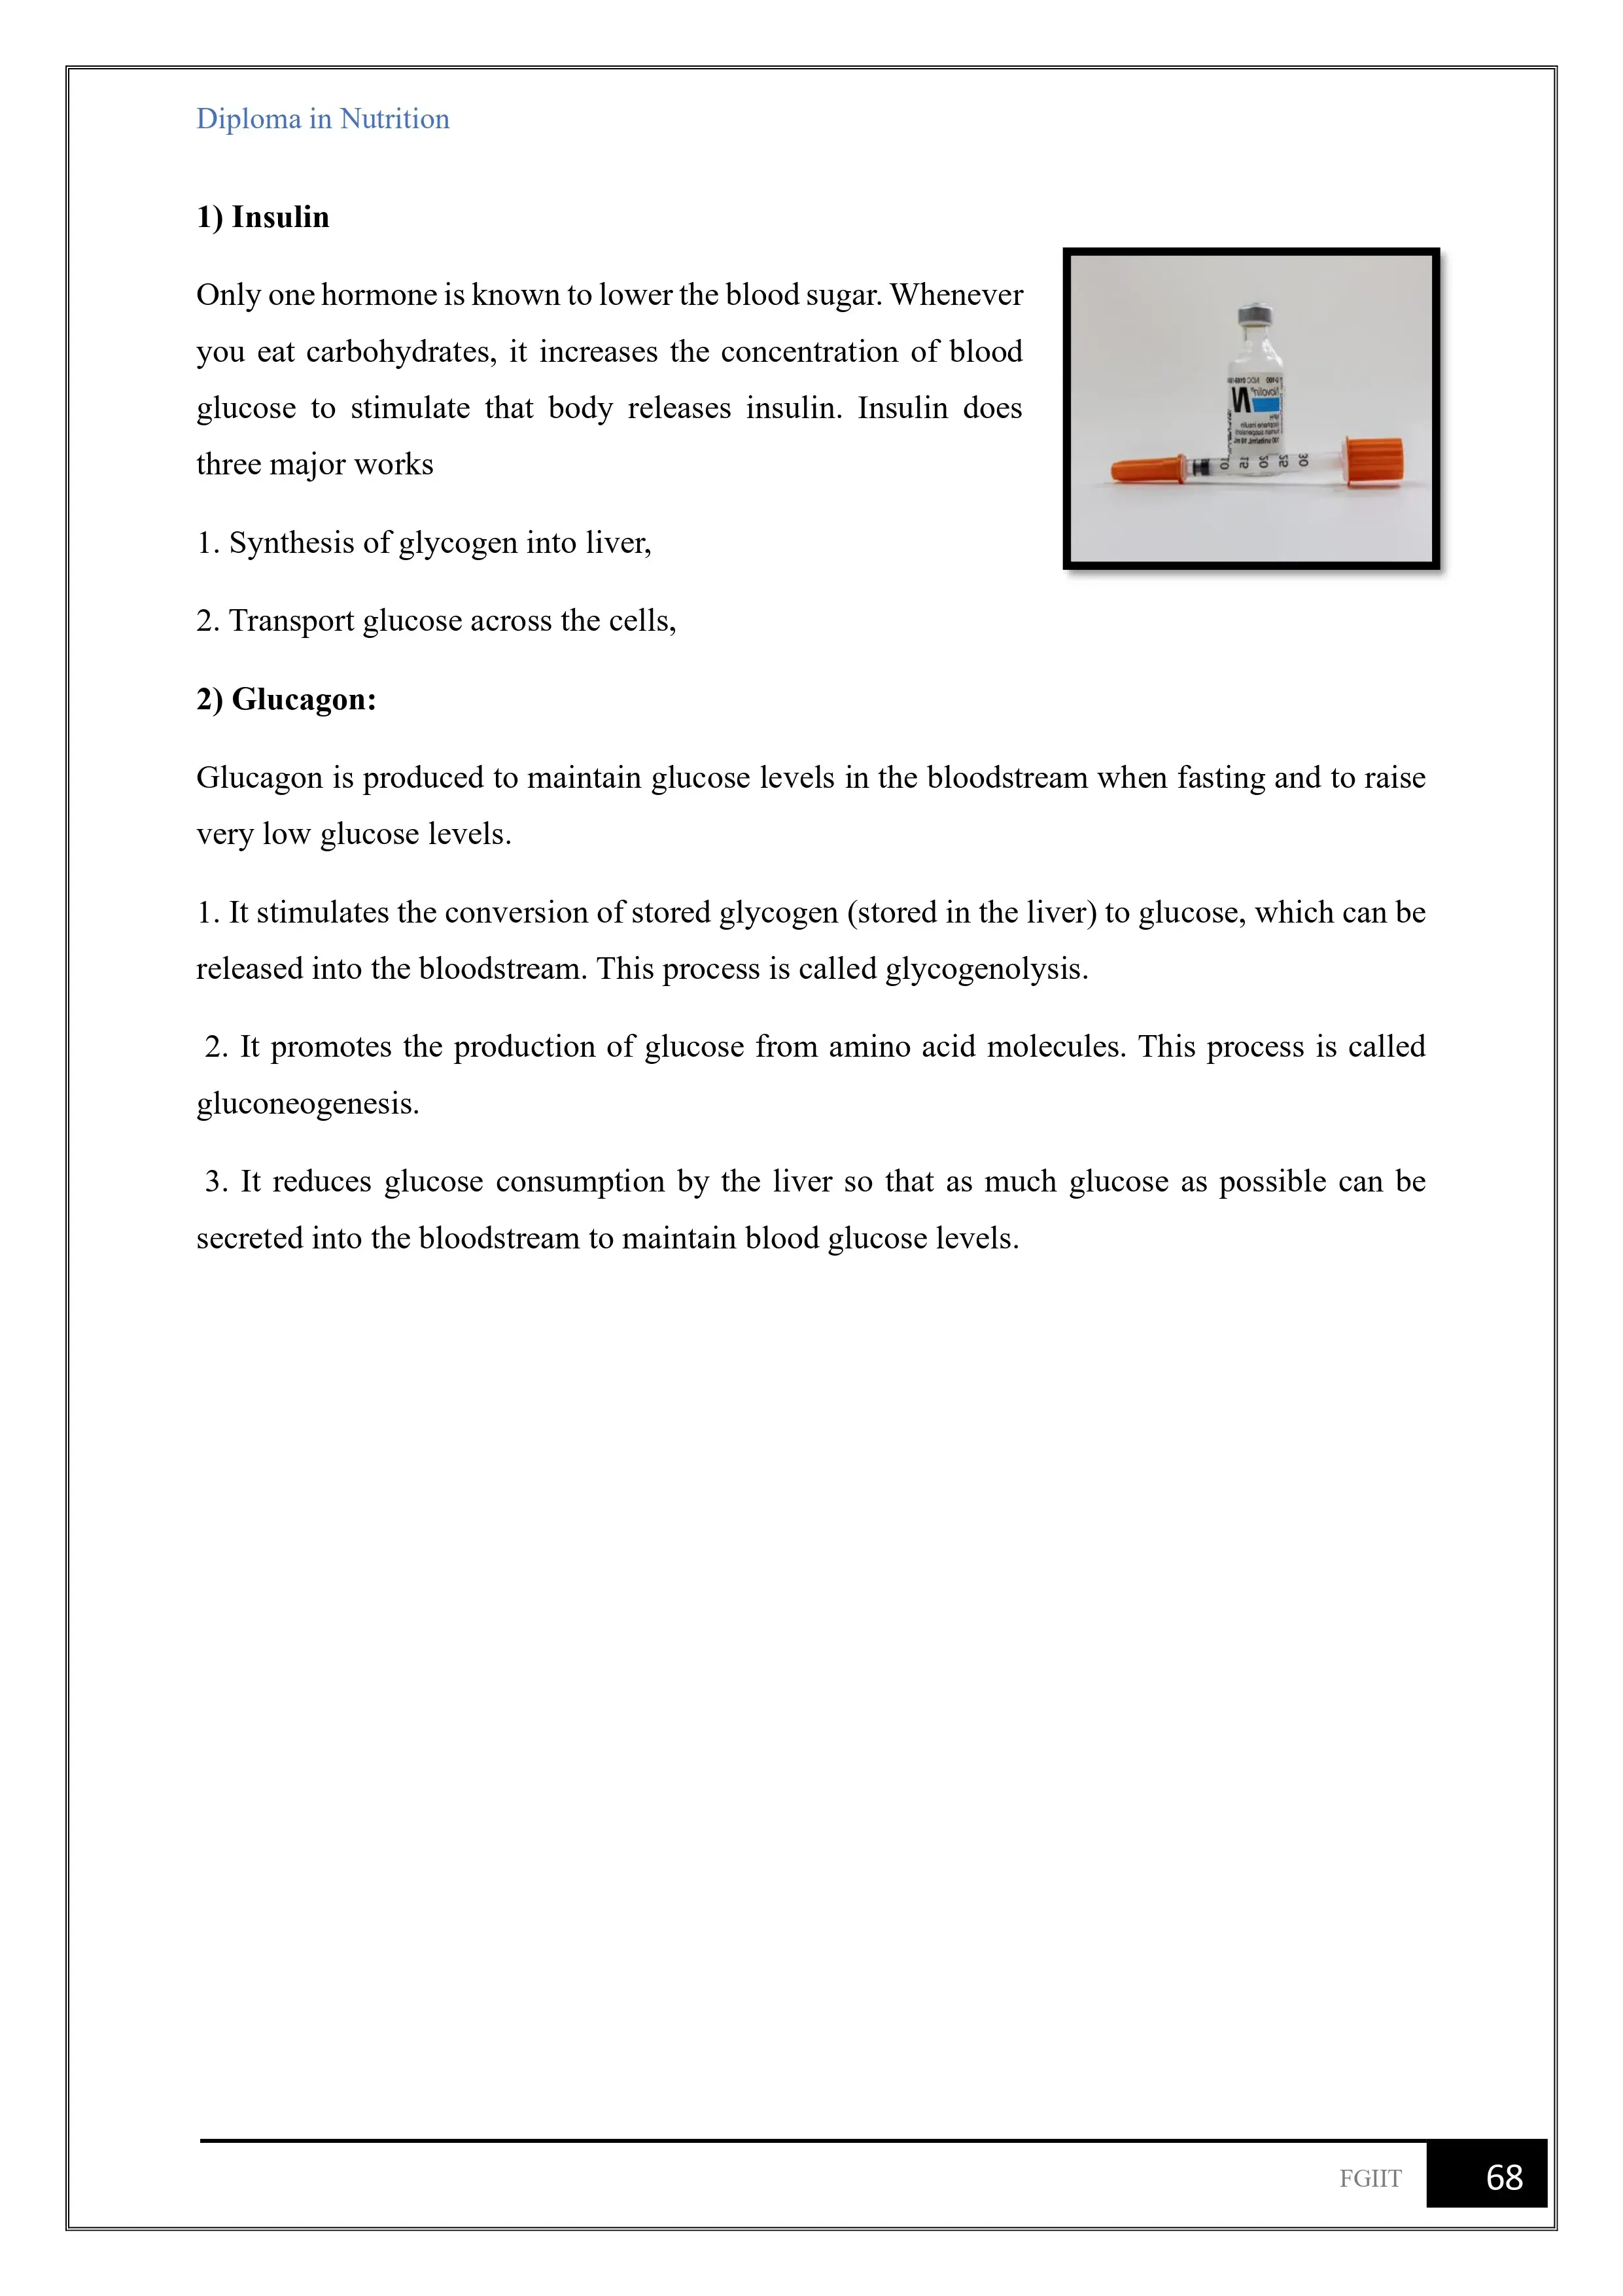 Diploma in Nutrition
1) Insulin
Only one hormone is known to lower the blood sugar. Whenever
you eat carbohydrates, it increases the concentration of blood
glucose to stimulate that body releases insulin. Insulin does
three major works
1. Synthesis of glycogen into liver,
2. Transport glucose across the cells,
N
Novolin
10 15 20 25 30
2) Glucagon:
Glucagon is produced to maintain glucose levels in the bloodstream when fasting and to raise
very low glucose levels.
1. It stimulates the conversion of stored glycogen (stored in the liver) to glucose, which can be
released into the bloodstream. This process is called glycogenolysis.
2. It promotes the production of glucose from amino acid molecules. This process is called
gluconeogenesis.
3. It reduces glucose consumption by the liver so that as much glucose as possible can be
secreted into the bloodstream to maintain blood glucose levels.
FGIIT
68